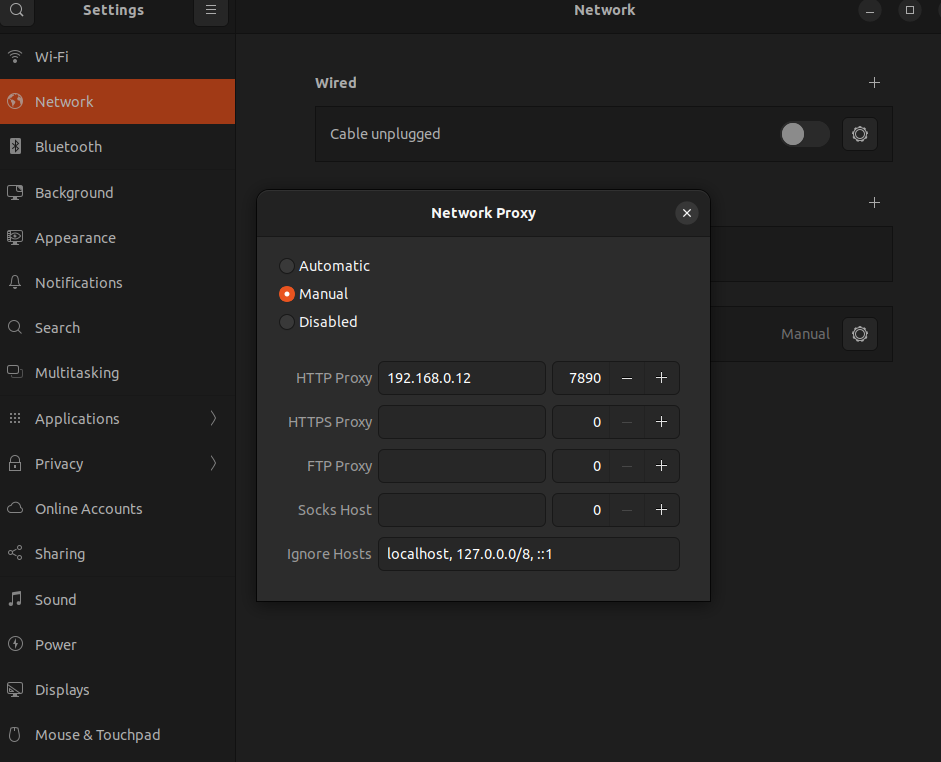 Settings
Network
Wi-Fi
Network
Bluetooth
Background
Appearance
Notifications
Search
Multitasking
Applications
Privacy
Online Accounts
Sharing
Sound
Power
Displays
Mouse & Touchpad
Wired
Cable unplugged
Manual
Network Proxy
Automatic
Manual
Disabled
HTTP Proxy 192.168.0.12 7890
HTTPS Proxy 0
FTP Proxy 0
Socks Host 0
Ignore Hosts localhost, 127.0.0.0/8, ::1